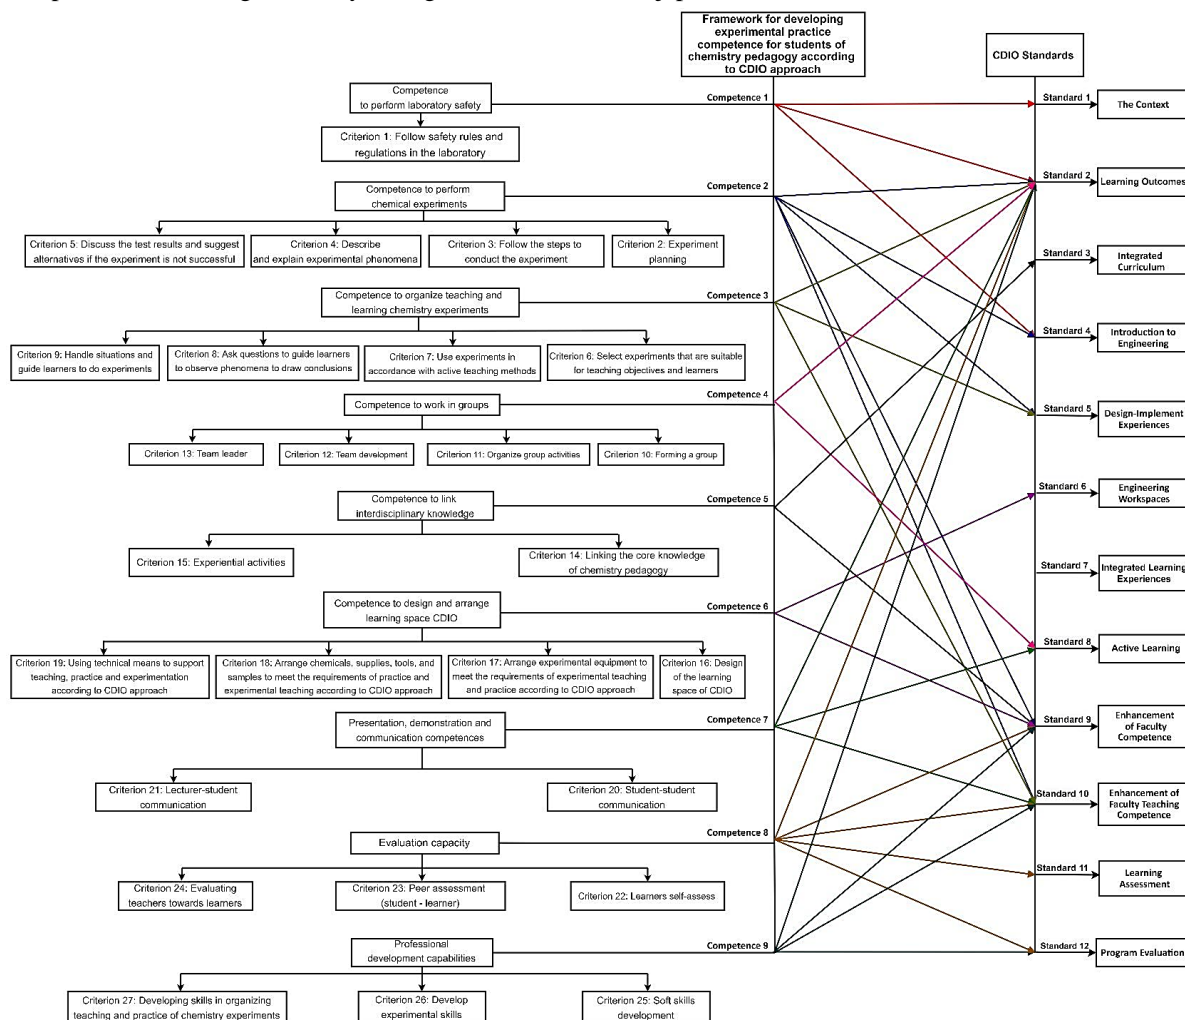 Framework for developing
experimental practice
competence for students of
chemistry pedagogy according
to CDIO approach
CDIO Standards
Competence
to perform laboratory safety
Competence 1
Standard 1
The Context
Criterion 1: Follow safety rules and
regulations in the laboratory
Competence to perform
chemical experiments
Competence 2
Standard 2
Learning Outcomes
Criterion 5: Discuss the test results and suggest
alternatives if the experiment is not successful
Criterion 4: Describe
and explain experimental phenomena
Criterion 3: Follow the steps to
conduct the experiment
Criterion 2: Experiment
planning
Standard 3
Integrated
Curriculum
Competence to organize teaching and
learning chemistry experiments
Competence 3
Standard 4
Introduction to
Engineering
Criterion 9: Handle situations and
guide learners to do experiments
Criterion 8: Ask questions to guide learners
to observe phenomena to draw conclusions
Criterion 7: Use experiments in
accordance with active teaching methods
Criterion 6: Select experiments that are suitable
for teaching objectives and learners
Competence to work in groups
Competence 4
Standard 5
Design-Implement
Experiences
Criterion 13: Team leader
Criterion 12: Team development
Criterion 11: Organize group activities
Criterion 10: Forming a group
Competence to link
interdisciplinary knowledge
Competence 5
Standard 6
Engineering
Workspaces
Criterion 15: Experiential activities
Criterion 14: Linking the core knowledge
of chemistry pedagogy
Standard 7
Integrated Learning
Experiences
Competence to design and arrange
learning space CDIO
Competence 6
Standard 8
Active Learning
Criterion 19: Using technical means to support
teaching, practice and experimentation
according to CDIO approach
Criterion 18: Arrange chemicals, supplies, tools, and
samples to meet the requirements of practice and
experimental teaching according to CDIO approach
Criterion 17: Arrange experimental equipment to
meet the requirements of experimental teaching
and practice according to CDIO approach
Criterion 16: Design
of the learning
space of CDIO
Presentation, demonstration and
communication competences
Competence 7
Standard 9
Enhancement
of Faculty
Competence
Criterion 21: Lecturer-student
communication
Criterion 20: Student-student
communication
Standard 10
Enhancement of
Faculty Teaching
Competence
Evaluation capacity
Competence 8
Standard 11
Learning
Assessment
Criterion 24: Evaluating
teachers towards learners
Criterion 23: Peer assessment
(student - learner)
Criterion 22: Learners self-assess
Professional
development capabilities
Competence 9
Standard 12
Program Evaluation
Criterion 27: Developing skills in organizing
teaching and practice of chemistry experiments
Criterion 26: Develop
experimental skills
Criterion 25: Soft skills
development